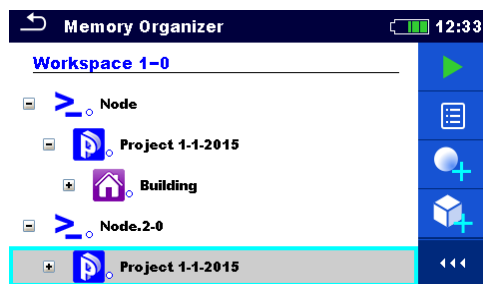 Memory Organizer
12:33
Workspace 1-0
Node
Project 1-1-2015
Building
Node.2-0
Project 1-1-2015